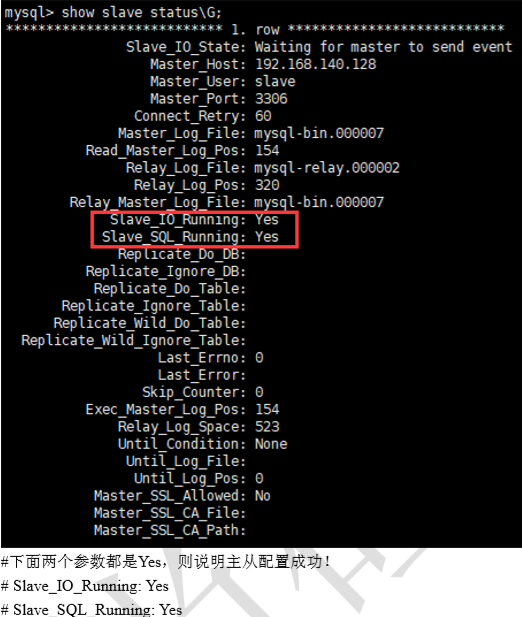 mysql> show slave status\G;
*************************** 1. row ***************************
Slave_IO_State: Waiting for master to send event
Master_Host: 192.168.140.128
Master_User: slave
Master_Port: 3306
Connect_Retry: 60
Master_Log_File: mysql-bin.000007
Read_Master_Log_Pos: 154
Relay_Log_File: mysql-relay.000002
Relay_Log_Pos: 320
Relay_Master_Log_File: mysql-bin.000007
Slave_IO_Running: Yes
Slave_SQL_Running: Yes
Replicate_Do_DB:
Replicate_Ignore_DB:
Replicate_Do_Table:
Replicate_Ignore_Table:
Replicate_Wild_Do_Table:
Replicate_Wild_Ignore_Table:
Last_Errno: 0
Last_Error:
Skip_Counter: 0
Exec_Master_Log_Pos: 154
Relay_Log_Space: 523
Until_Condition: None
Until_Log_File:
Until_Log_Pos: 0
Master_SSL_Allowed: No
Master_SSL_CA_File:
Master_SSL_CA_Path:
#下面两个参数都是Yes，则说明主从配置成功！
# Slave_IO_Running: Yes
# Slave_SQL_Running: Yes